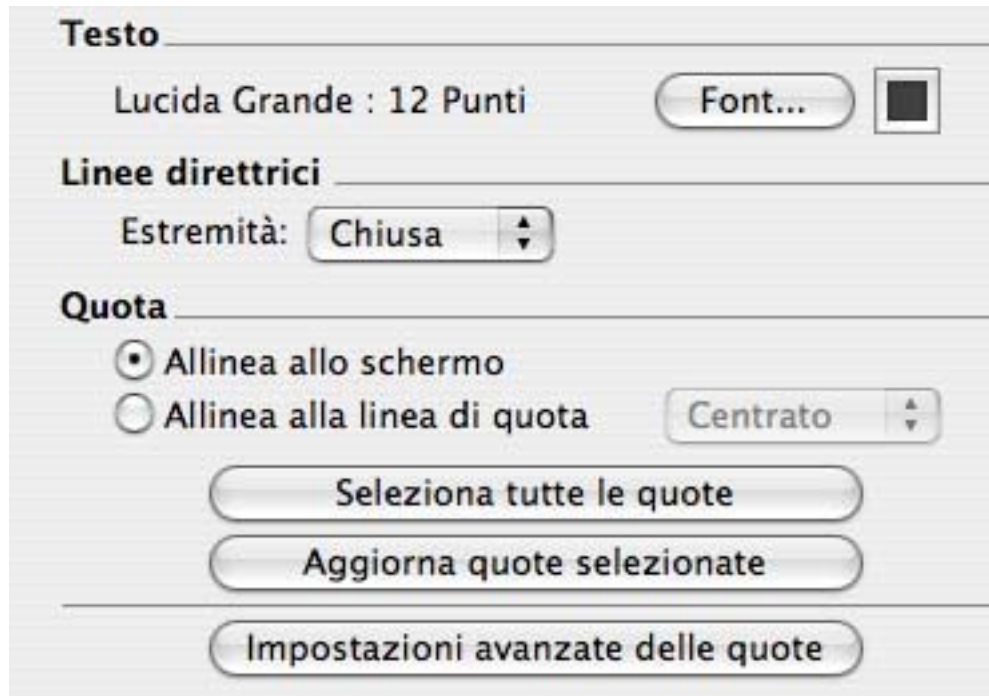 Testo
Lucida Grande : 12 Punti Font...
Linee direttrici
Estremità: Chiusa
Quota
Allinea allo schermo
Allinea alla linea di quota Centrato
Seleziona tutte le quote
Aggiorna quote selezionate
Impostazioni avanzate delle quote